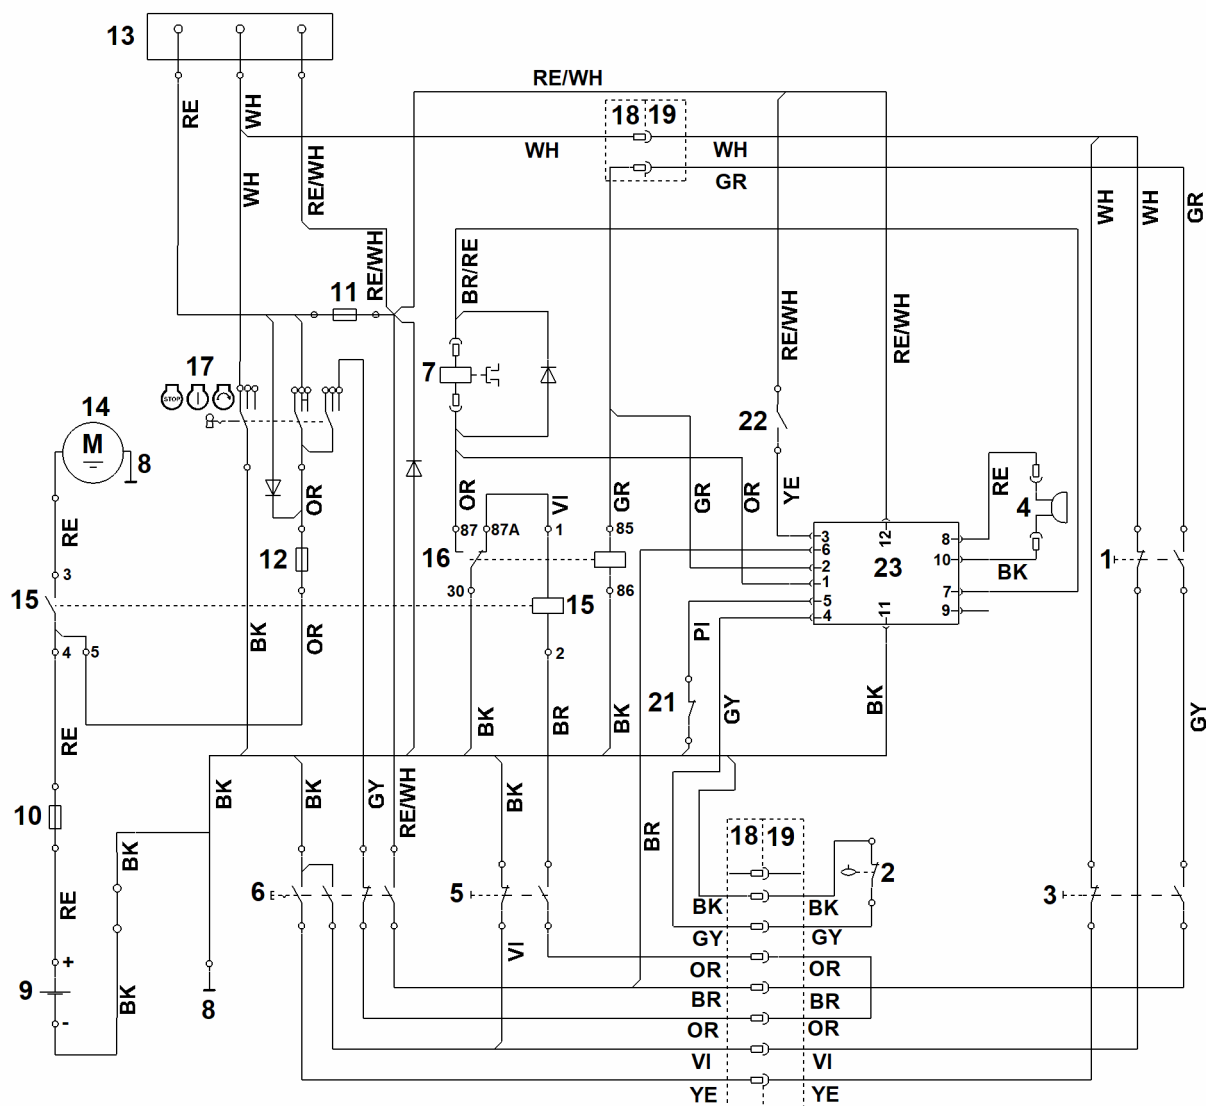 13
RE/WH
18 19
RE
WH
WH
WH
GR
WH
RE/WH
WH
WH
GR
RE/WH
BR/RE
11
RE/WH
RE/WH
17
7
STOP
14
22
M
8
OR
OR
VI
GR
GR
OR
YE
RE
4
RE
87
87A
1
85
3
6
2
1
5
4
12
23
11
8
10
7
9
BK
1
16
12
3
30
86
15
15
BK
OR
PI
4
5
2
21
GY
BK
RE
BK
BR
BK
GY
10
BK
BK
GY
RE/WH
BK
BR
18 19
BK
2
RE
6
5
3
BK
BK
GY
GY
VI
+
9
-
BK
8
OR
OR
BR
BR
OR
OR
VI
VI
YE
YE